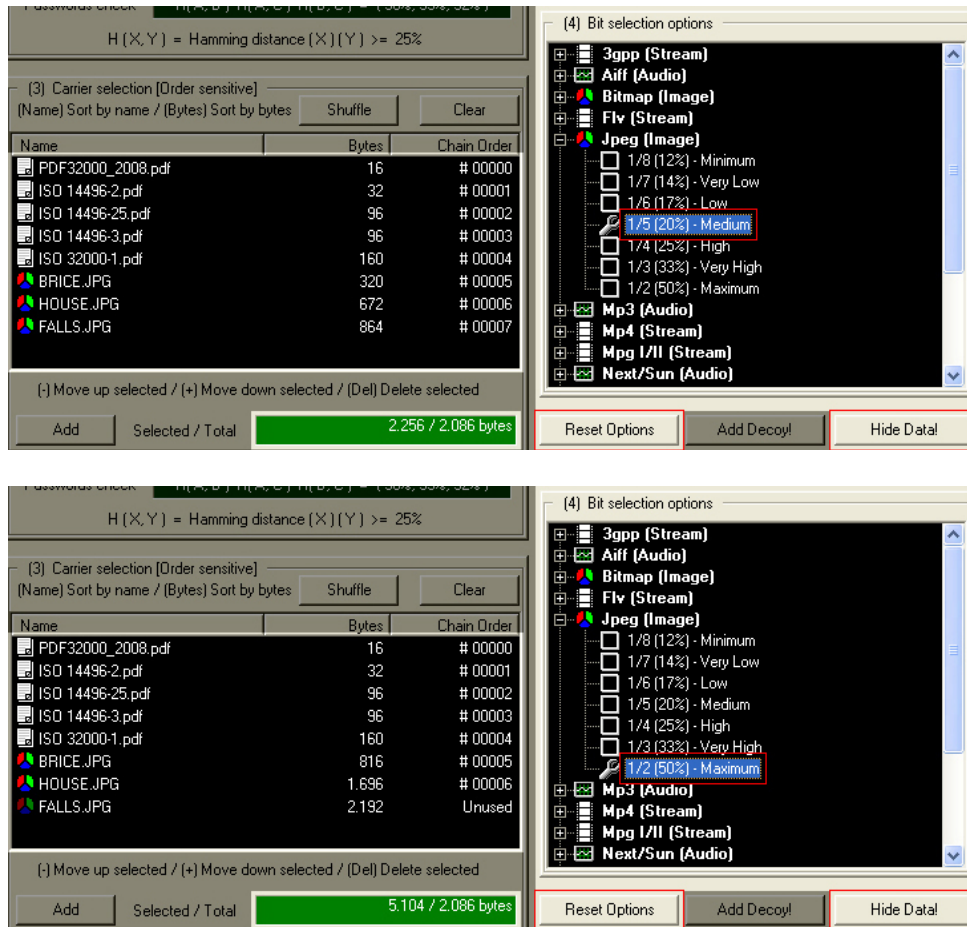 H (X,Y) = Hamming distance (X)(Y) >= 25%
(3) Carrier selection [Order sensitive]
(Name) Sort by name / (Bytes) Sort by bytes Shuffle Clear
Name Bytes Chain Order
PDF32000_2008.pdf 16 # 00000
ISO 14496-2.pdf 32 # 00001
ISO 14496-25.pdf 96 # 00002
ISO 14496-3.pdf 96 # 00003
ISO 32000-1.pdf 160 # 00004
BRICE.JPG 320 # 00005
HOUSE.JPG 672 # 00006
FALLS.JPG 864 # 00007
(-) Move up selected / (+) Move down selected / (Del) Delete selected
Add Selected / Total 2.256 / 2.086 bytes
(4) Bit selection options
3gpp (Stream)
Aiff (Audio)
Bitmap (Image)
Flv (Stream)
Jpeg (Image)
1/8 (12%) - Minimum
1/7 (14%) - Very Low
1/6 (17%) - Low
1/5 (20%) - Medium
1/4 (25%) - High
1/3 (33%) - Very High
1/2 (50%) - Maximum
Mp3 (Audio)
Mp4 (Stream)
Mpg I/II (Stream)
Next/Sun (Audio)
Reset Options Add Decoy! Hide Data!
H (X,Y) = Hamming distance (X)(Y) >= 25%
(3) Carrier selection [Order sensitive]
(Name) Sort by name / (Bytes) Sort by bytes Shuffle Clear
Name Bytes Chain Order
PDF32000_2008.pdf 16 # 00000
ISO 14496-2.pdf 32 # 00001
ISO 14496-25.pdf 96 # 00002
ISO 14496-3.pdf 96 # 00003
ISO 32000-1.pdf 160 # 00004
BRICE.JPG 816 # 00005
HOUSE.JPG 1.696 # 00006
FALLS.JPG 2.192 Unused
(-) Move up selected / (+) Move down selected / (Del) Delete selected
Add Selected / Total 5.104 / 2.086 bytes
(4) Bit selection options
3gpp (Stream)
Aiff (Audio)
Bitmap (Image)
Flv (Stream)
Jpeg (Image)
1/8 (12%) - Minimum
1/7 (14%) - Very Low
1/6 (17%) - Low
1/5 (20%) - Medium
1/4 (25%) - High
1/3 (33%) - Very High
1/2 (50%) - Maximum
Mp3 (Audio)
Mp4 (Stream)
Mpg I/II (Stream)
Next/Sun (Audio)
Reset Options Add Decoy! Hide Data!